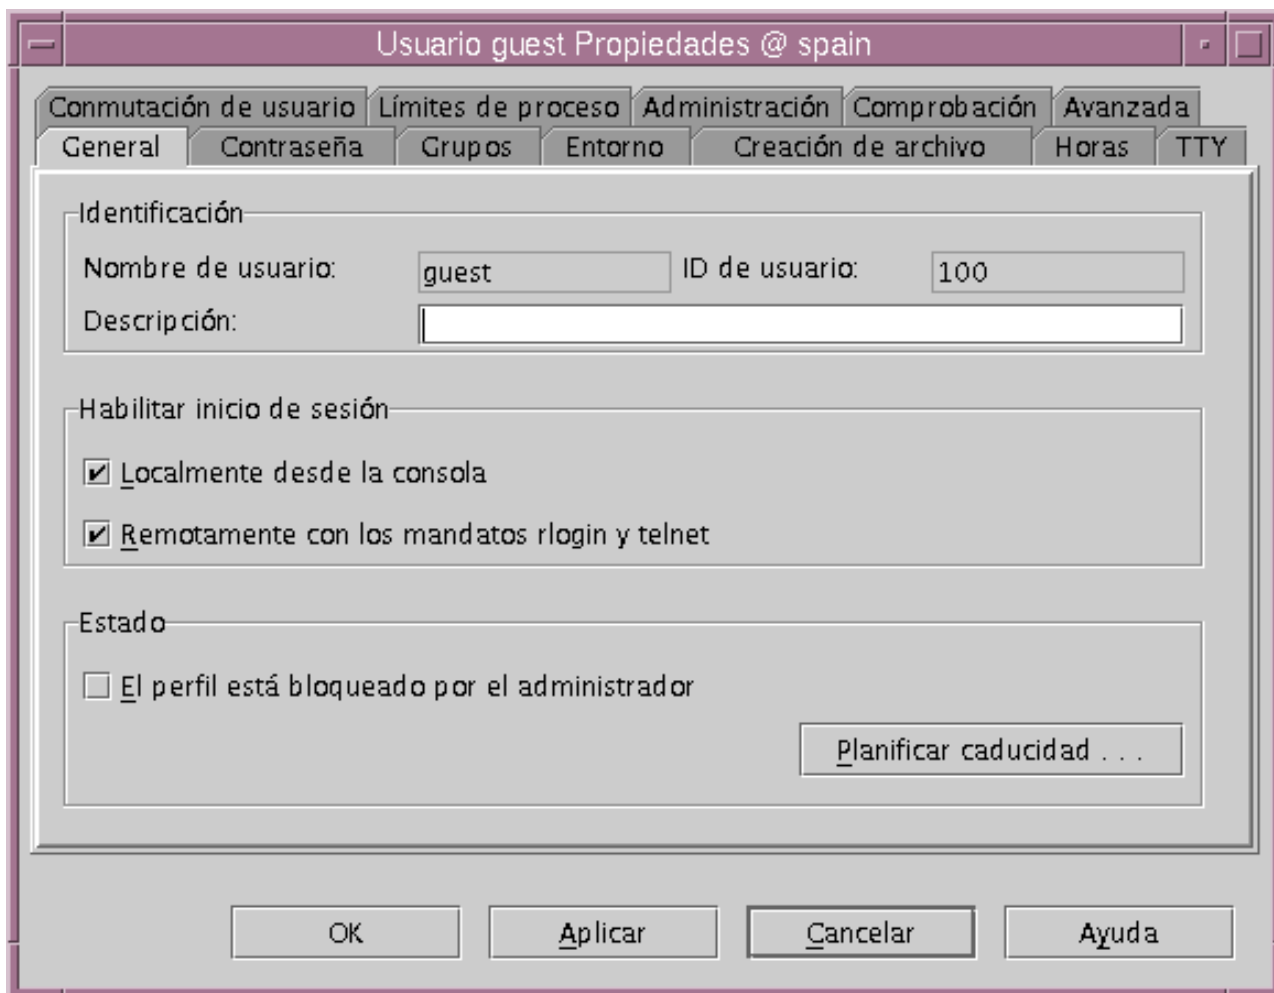 Usuario guest Propiedades @ spain
Conmutación de usuario Límites de proceso Administración Comprobación Avanzada
General Contraseña Grupos Entorno Creación de archivo Horas TTY
Identificación
Nombre de usuario: guest ID de usuario: 100
Descripción:
Habilitar inicio de sesión
Localmente desde la consola
Remotamente con los mandatos rlogin y telnet
Estado
El perfil está bloqueado por el administrador
Planificar caducidad . . .
OK Aplicar Cancelar Ayuda